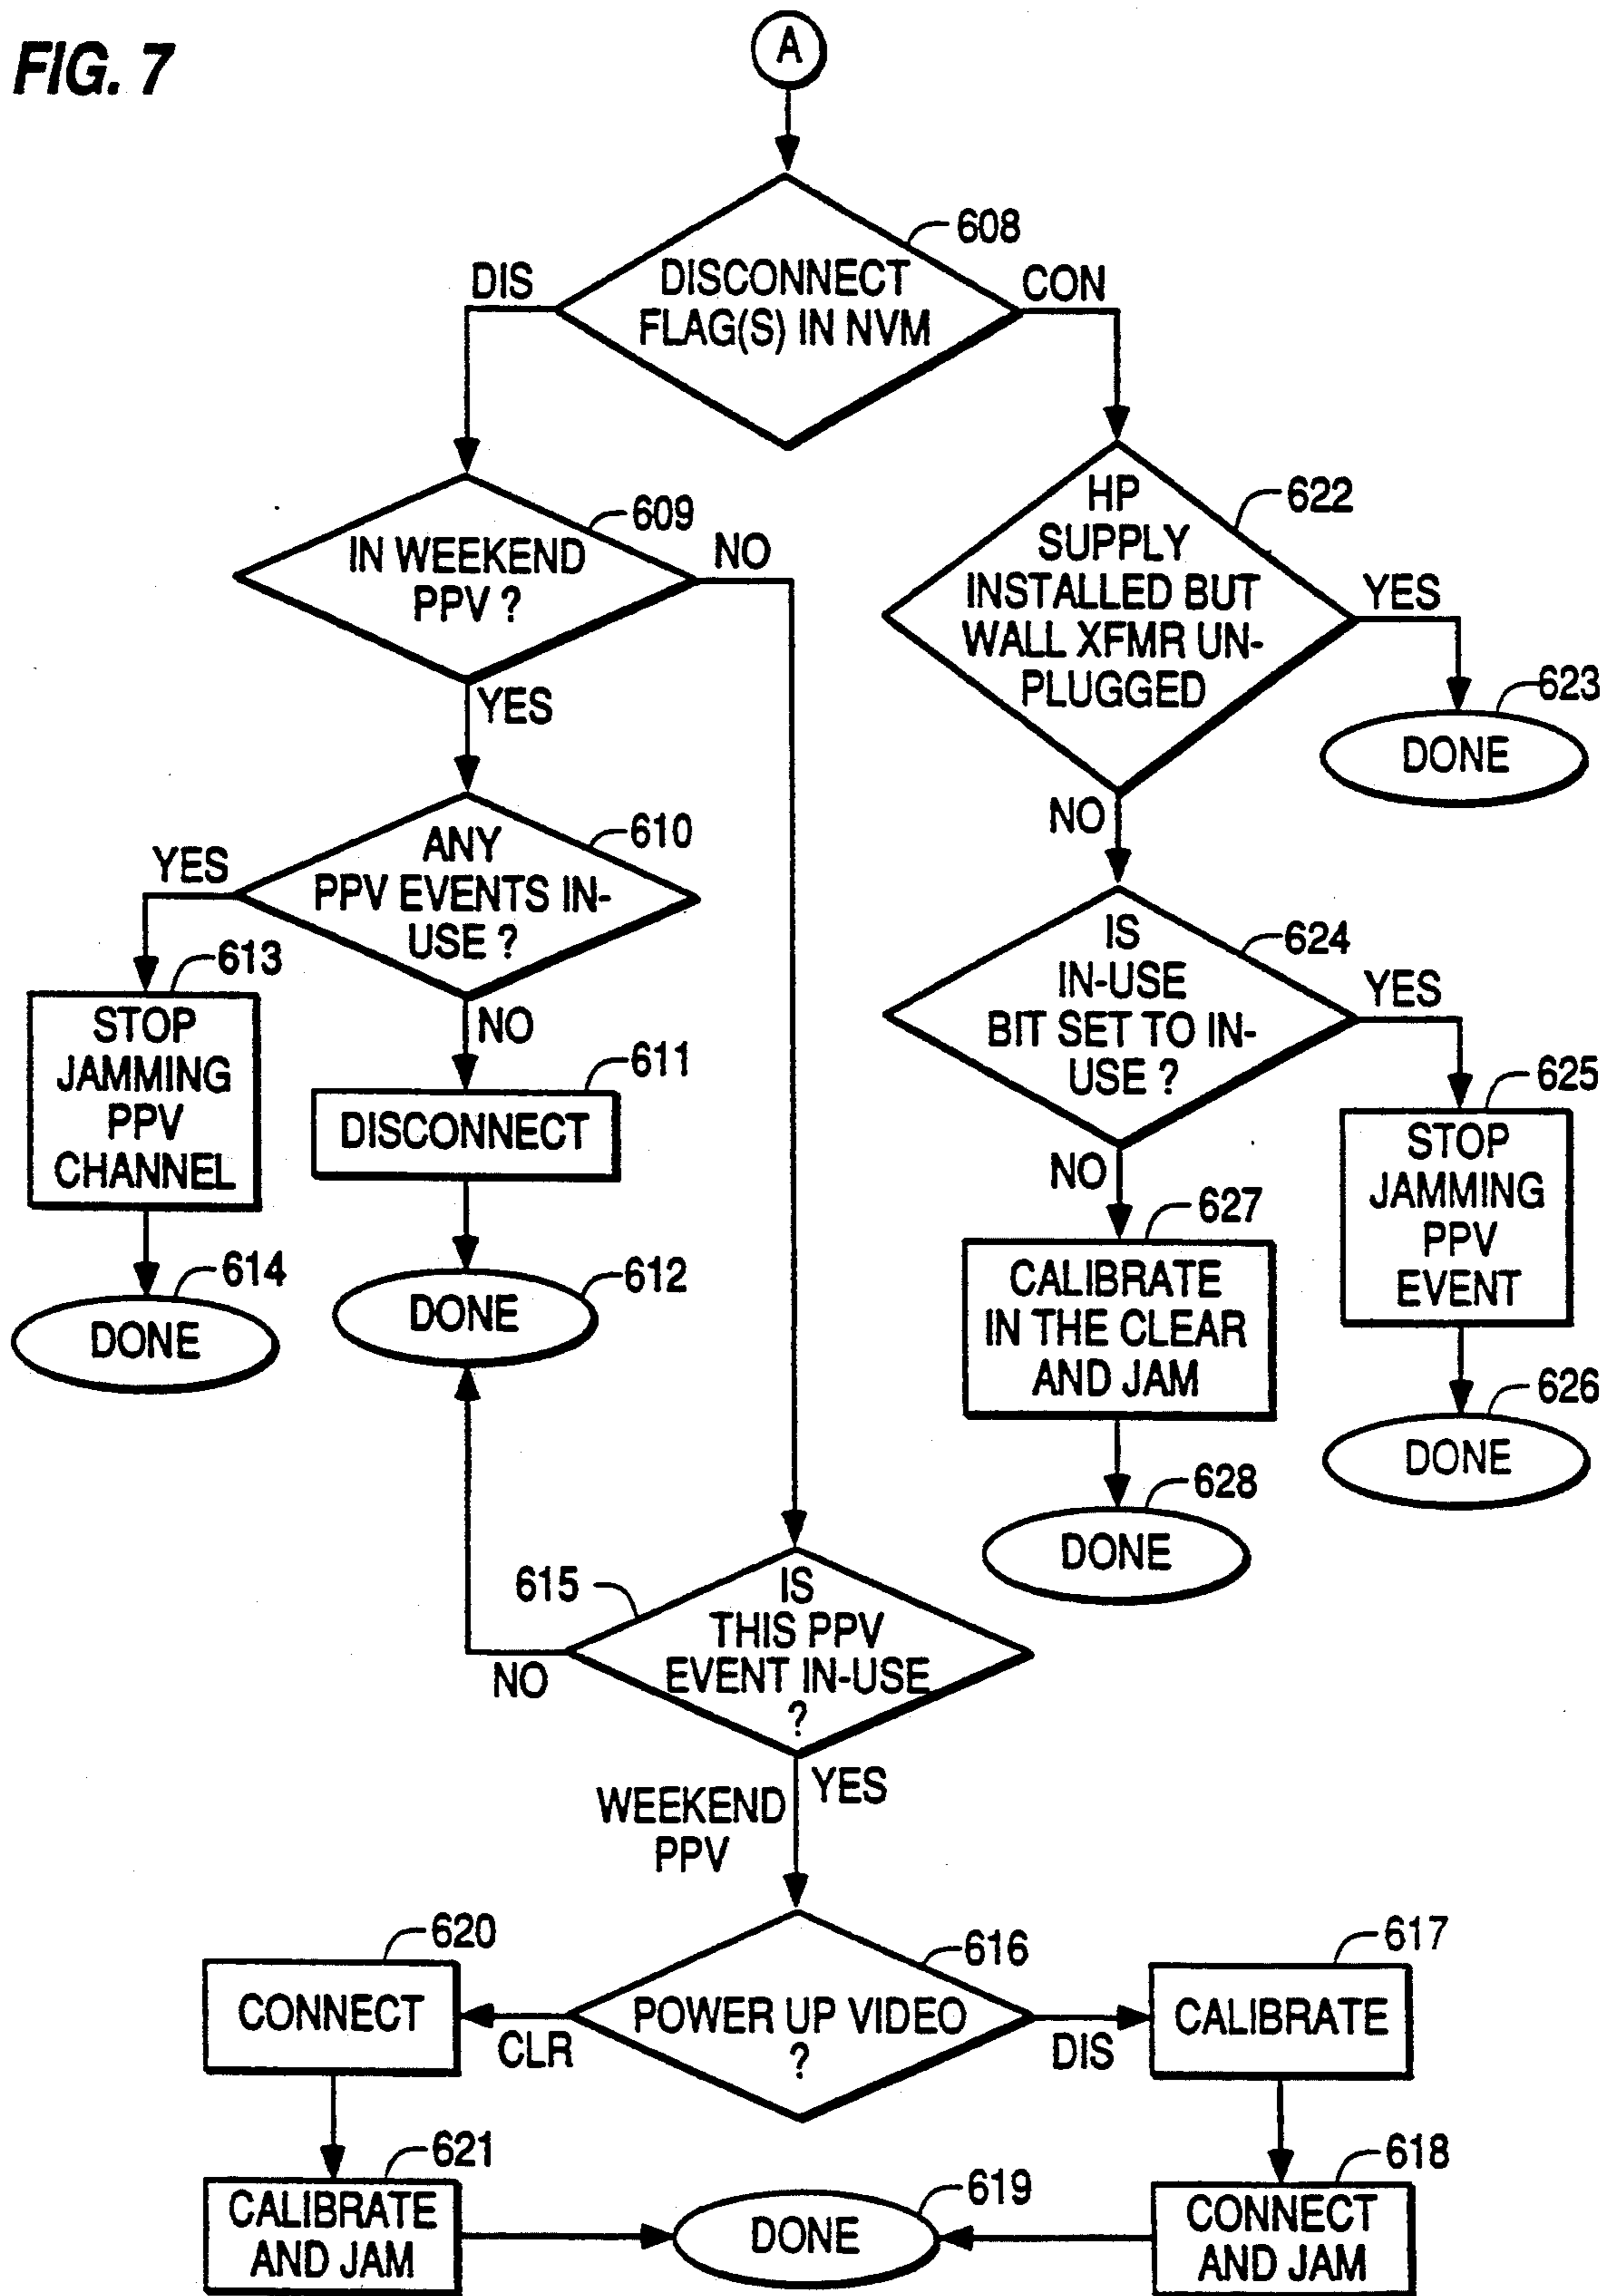 FIG. 7
A
608
DISCONNECT
FLAG(S) IN NVM
DIS
CON
609
IN WEEKEND
PPV ?
NO
YES
622
HP
SUPPLY
INSTALLED BUT
WALL XFMR UN-
PLUGGED
YES
623
DONE
NO
610
ANY
PPV EVENTS IN-
USE ?
YES
613
STOP
JAMMING
PPV
CHANNEL
614
DONE
NO
611
DISCONNECT
612
DONE
624
IS
IN-USE
BIT SET TO IN-
USE ?
YES
625
STOP
JAMMING
PPV
EVENT
626
DONE
NO
627
CALIBRATE
IN THE CLEAR
AND JAM
628
DONE
615
IS
THIS PPV
EVENT IN-USE
?
NO
YES
WEEKEND
PPV
616
POWER UP VIDEO
?
CLR
DIS
620
CONNECT
617
CALIBRATE
621
CALIBRATE
AND JAM
619
DONE
618
CONNECT
AND JAM